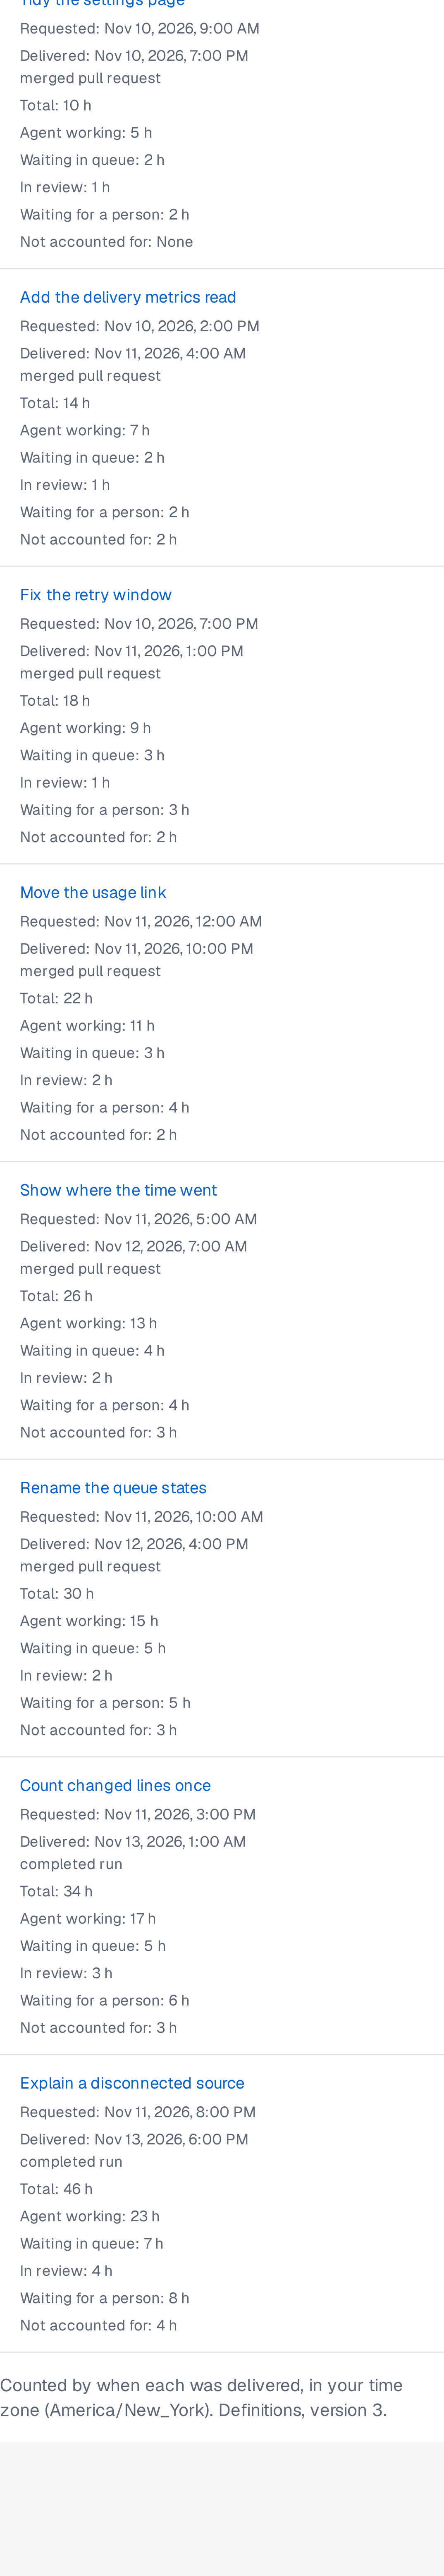 Tidy the settings page
Requested: Nov 10, 2026, 9:00 AM
Delivered: Nov 10, 2026, 7:00 PM
merged pull request
Total: 10 h
Agent working: 5 h
Waiting in queue: 2 h
In review: 1 h
Waiting for a person: 2 h
Not accounted for: None
Add the delivery metrics read
Requested: Nov 10, 2026, 2:00 PM
Delivered: Nov 11, 2026, 4:00 AM
merged pull request
Total: 14 h
Agent working: 7 h
Waiting in queue: 2 h
In review: 1 h
Waiting for a person: 2 h
Not accounted for: 2 h
Fix the retry window
Requested: Nov 10, 2026, 7:00 PM
Delivered: Nov 11, 2026, 1:00 PM
merged pull request
Total: 18 h
Agent working: 9 h
Waiting in queue: 3 h
In review: 1 h
Waiting for a person: 3 h
Not accounted for: 2 h
Move the usage link
Requested: Nov 11, 2026, 12:00 AM
Delivered: Nov 11, 2026, 10:00 PM
merged pull request
Total: 22 h
Agent working: 11 h
Waiting in queue: 3 h
In review: 2 h
Waiting for a person: 4 h
Not accounted for: 2 h
Show where the time went
Requested: Nov 11, 2026, 5:00 AM
Delivered: Nov 12, 2026, 7:00 AM
merged pull request
Total: 26 h
Agent working: 13 h
Waiting in queue: 4 h
In review: 2 h
Waiting for a person: 4 h
Not accounted for: 3 h
Rename the queue states
Requested: Nov 11, 2026, 10:00 AM
Delivered: Nov 12, 2026, 4:00 PM
merged pull request
Total: 30 h
Agent working: 15 h
Waiting in queue: 5 h
In review: 2 h
Waiting for a person: 5 h
Not accounted for: 3 h
Count changed lines once
Requested: Nov 11, 2026, 3:00 PM
Delivered: Nov 13, 2026, 1:00 AM
completed run
Total: 34 h
Agent working: 17 h
Waiting in queue: 5 h
In review: 3 h
Waiting for a person: 6 h
Not accounted for: 3 h
Explain a disconnected source
Requested: Nov 11, 2026, 8:00 PM
Delivered: Nov 13, 2026, 6:00 PM
completed run
Total: 46 h
Agent working: 23 h
Waiting in queue: 7 h
In review: 4 h
Waiting for a person: 8 h
Not accounted for: 4 h
Counted by when each was delivered, in your time
zone (America/New_York). Definitions, version 3.